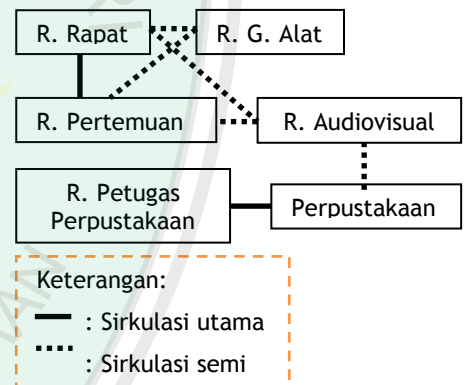 R. Rapat
R. G. Alat
R. Pertemuan
R. Audiovisual
R. Petugas
Perpustakaan
Perpustakaan
Keterangan:
: Sirkulasi utama
: Sirkulasi semi